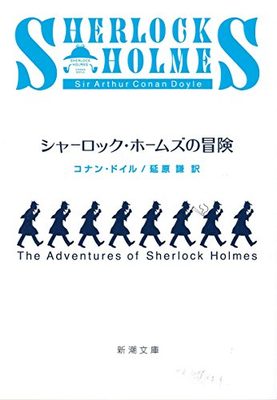 SHERLOCK
HOLMES
SHERLOCK
HOLMES
Sir Arthur Conan Doyle
シャーロック・ホームズの冒険
コナン・ドイル/延原 謙 訳
The Adventures of Sherlock Holmes
新潮文庫